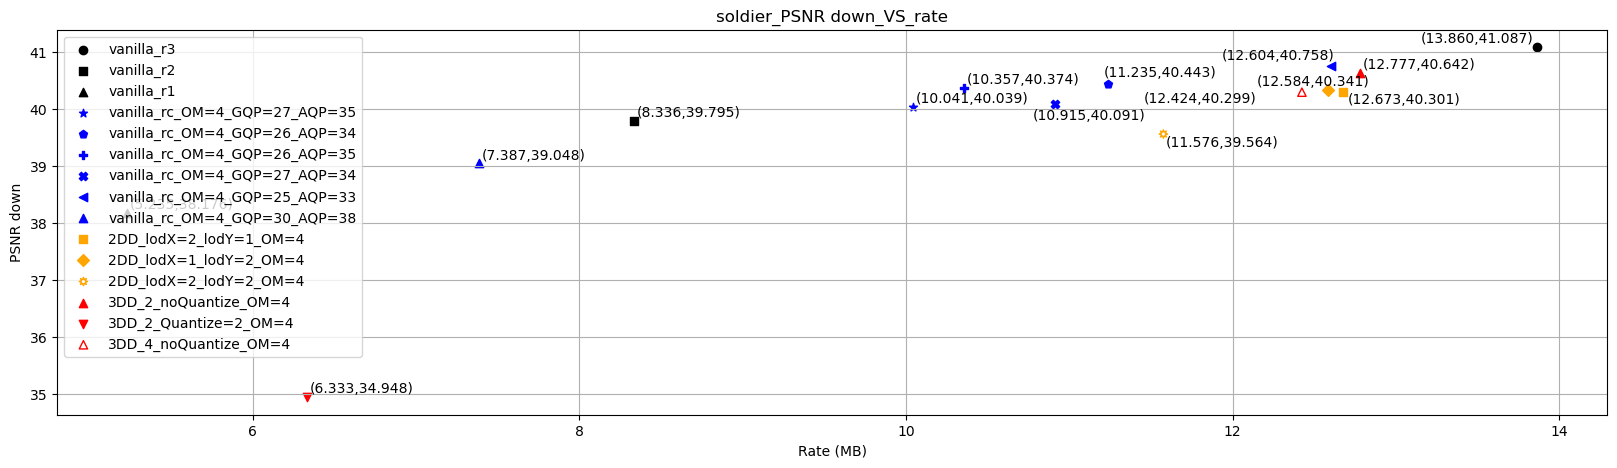 soldier_PSNR down_VS_rate
PSNR down
41
40
39
38
37
36
35
vanilla_r3
vanilla_r2
vanilla_r1
vanilla_rc_OM=4_GQP=27_AQP=35
vanilla_rc_OM=4_GQP=26_AQP=34
vanilla_rc_OM=4_GQP=26_AQP=35
vanilla_rc_OM=4_GQP=27_AQP=34
vanilla_rc_OM=4_GQP=25_AQP=33
vanilla_rc_OM=4_GQP=30_AQP=38
2DD_lodX=2_lodY=1_OM=4
2DD_lodX=1_lodY=2_OM=4
2DD_lodX=2_lodY=2_OM=4
3DD_2_noQuantize_OM=4
3DD_2_Quantize=2_OM=4
3DD_4_noQuantize_OM=4
(13.860,41.087)
(12.604,40.758)
(12.777,40.642)
(11.235,40.443)
(10.357,40.374)
(12.584,40.341)
(12.673,40.301)
(12.424,40.299)
(10.041,40.039)
(10.915,40.091)
(8.336,39.795)
(11.576,39.564)
(7.387,39.048)
(6.333,34.948)
6
8
10
12
14
Rate (MB)